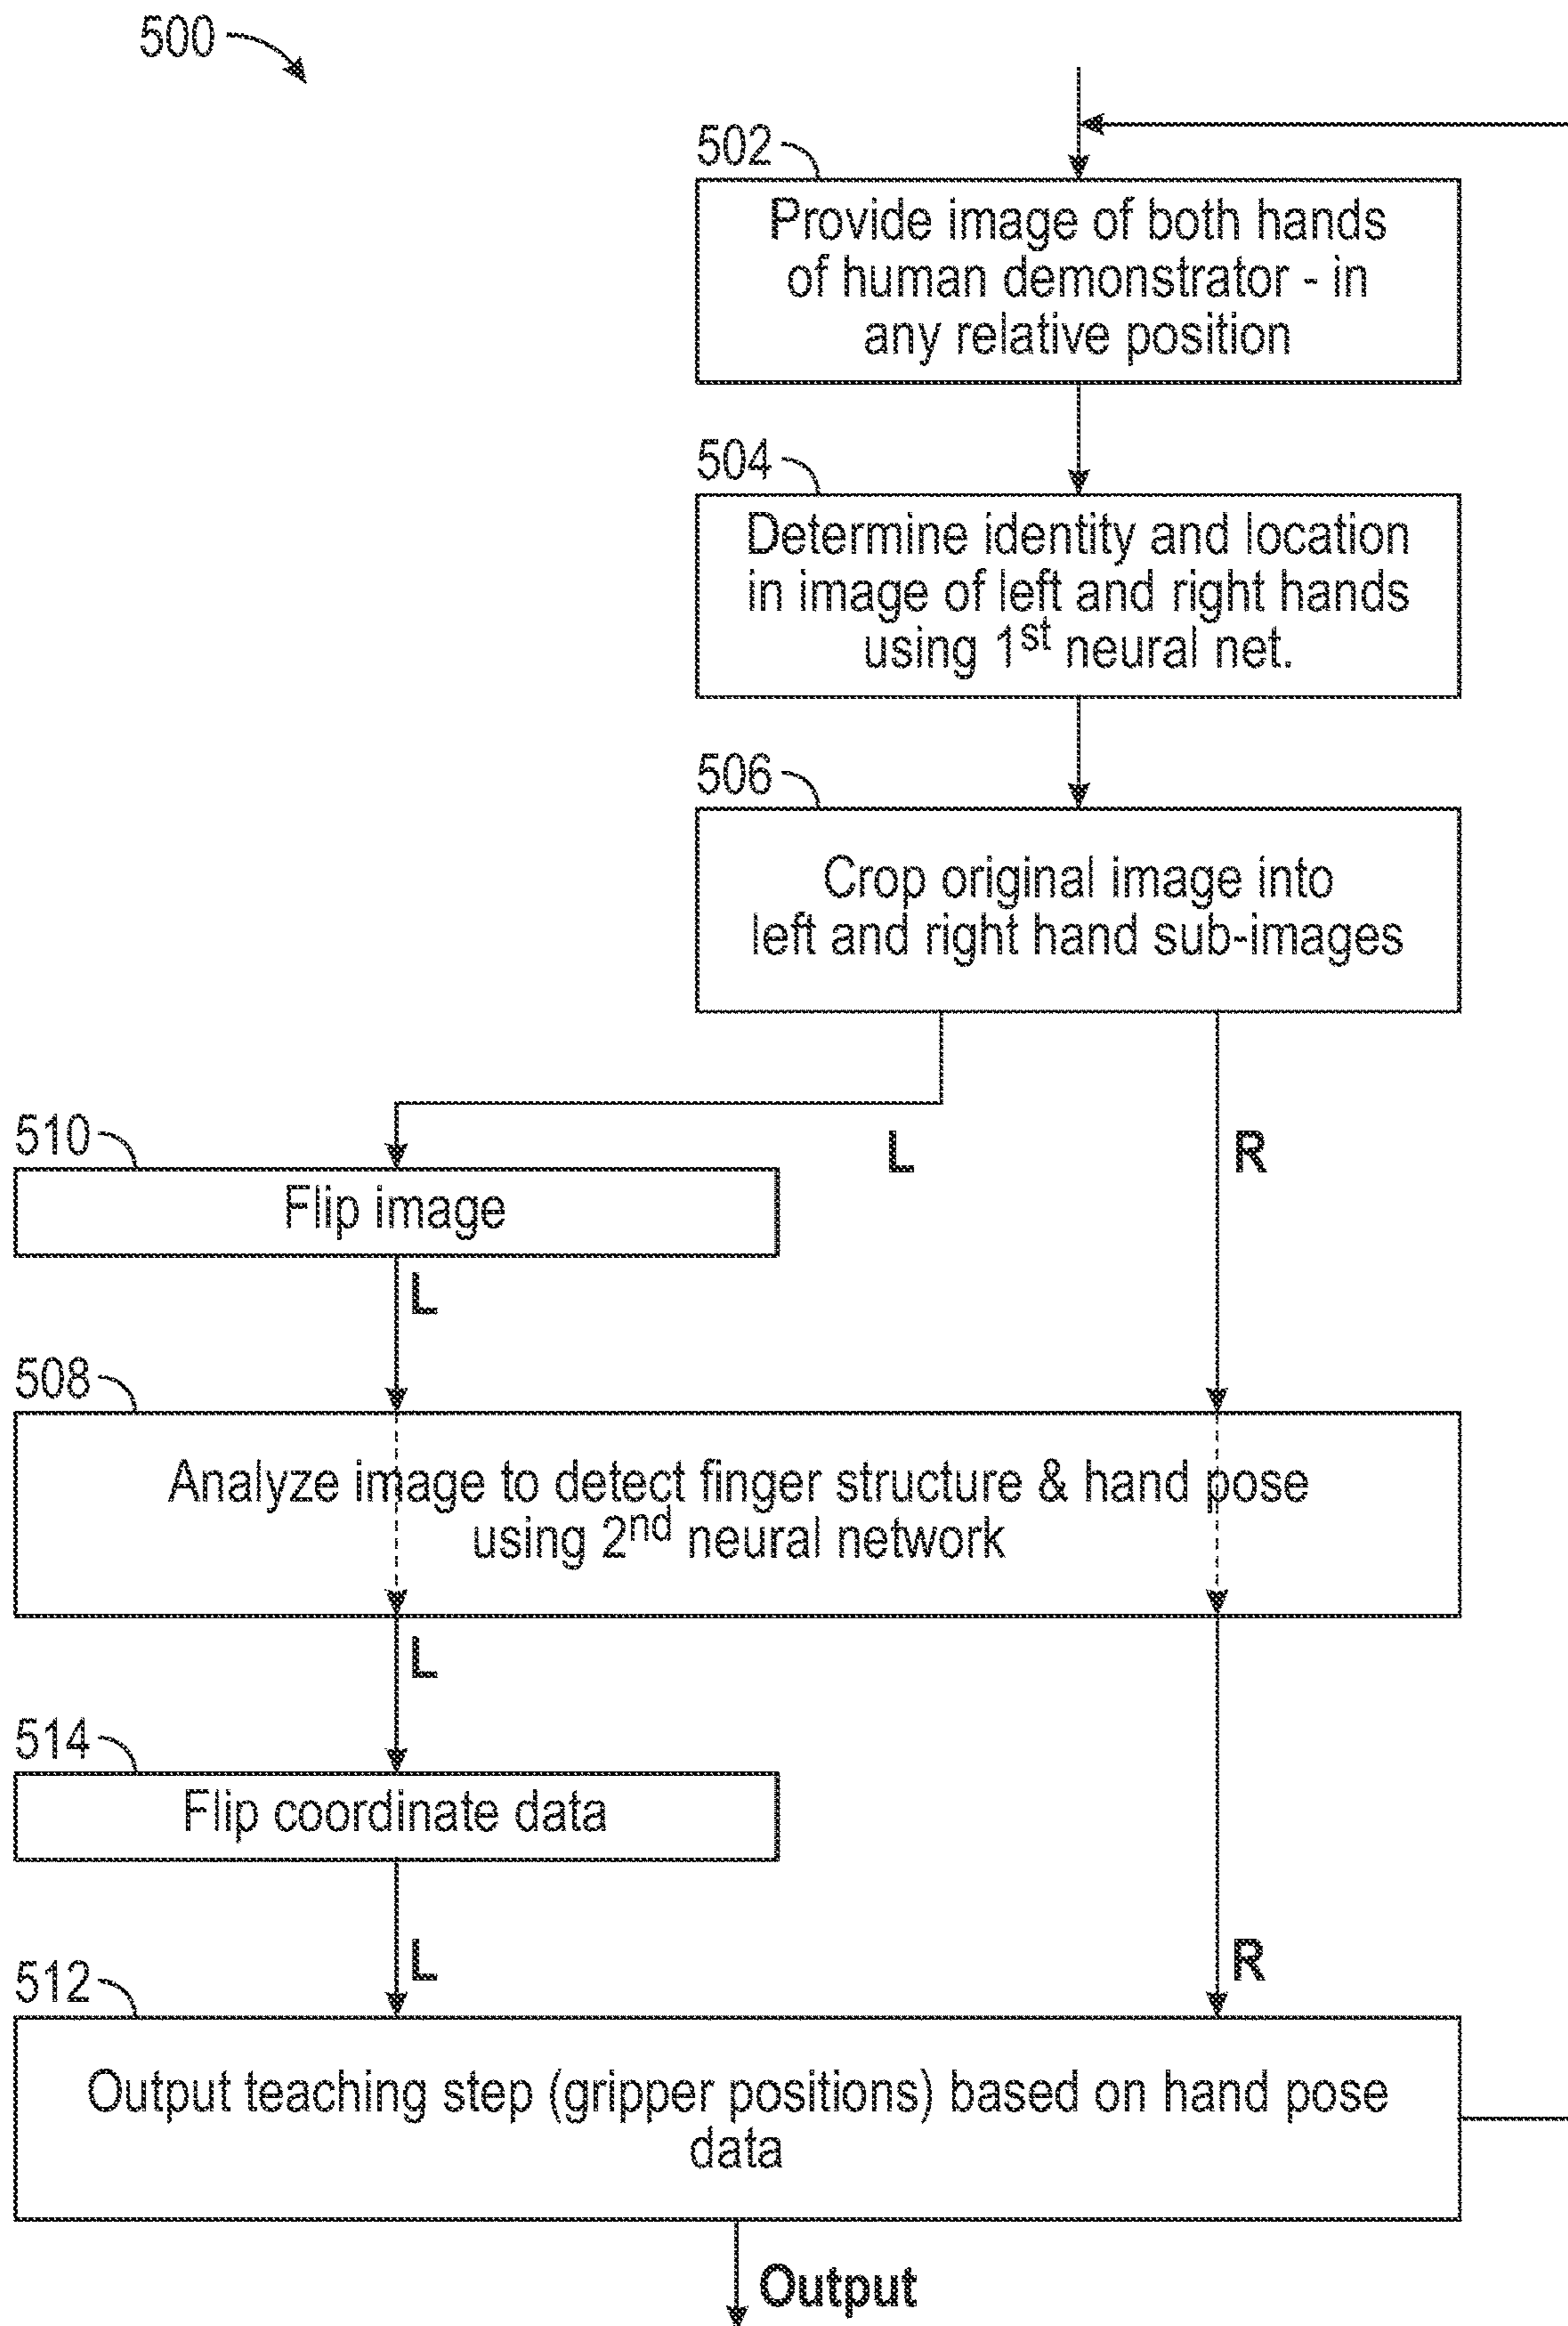 500
502
Provide image of both hands
of human demonstrator - in
any relative position
504
Determine identity and location
in image of left and right hands
using 1st neural net.
506
Crop original image into
left and right hand sub-images
510
L
R
Flip image
L
508
Analyze image to detect finger structure & hand pose
using 2nd neural network
L
514
Flip coordinate data
L
R
512
Output teaching step (gripper positions) based on hand pose
data
Output